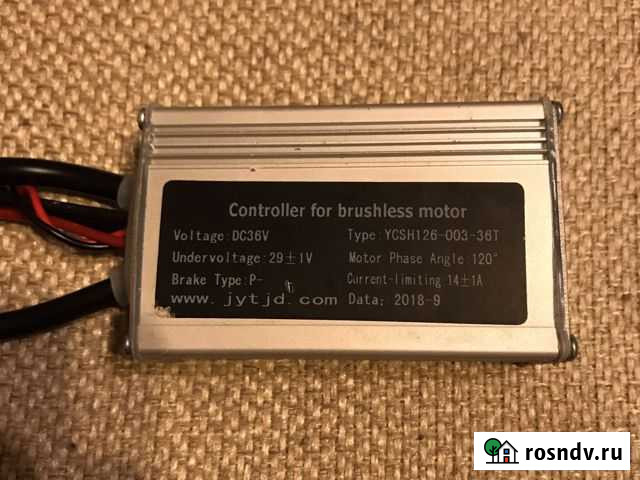 Controller for brushless motor
Voltage:DC36V Type:YCSH126-003-36T
Undervoltage:29±1V Motor Phase Angle 120°
Brake Type:P- Current-limiting 14±1A
www.jytjd.com Data: 2018-9
rosndv.ru